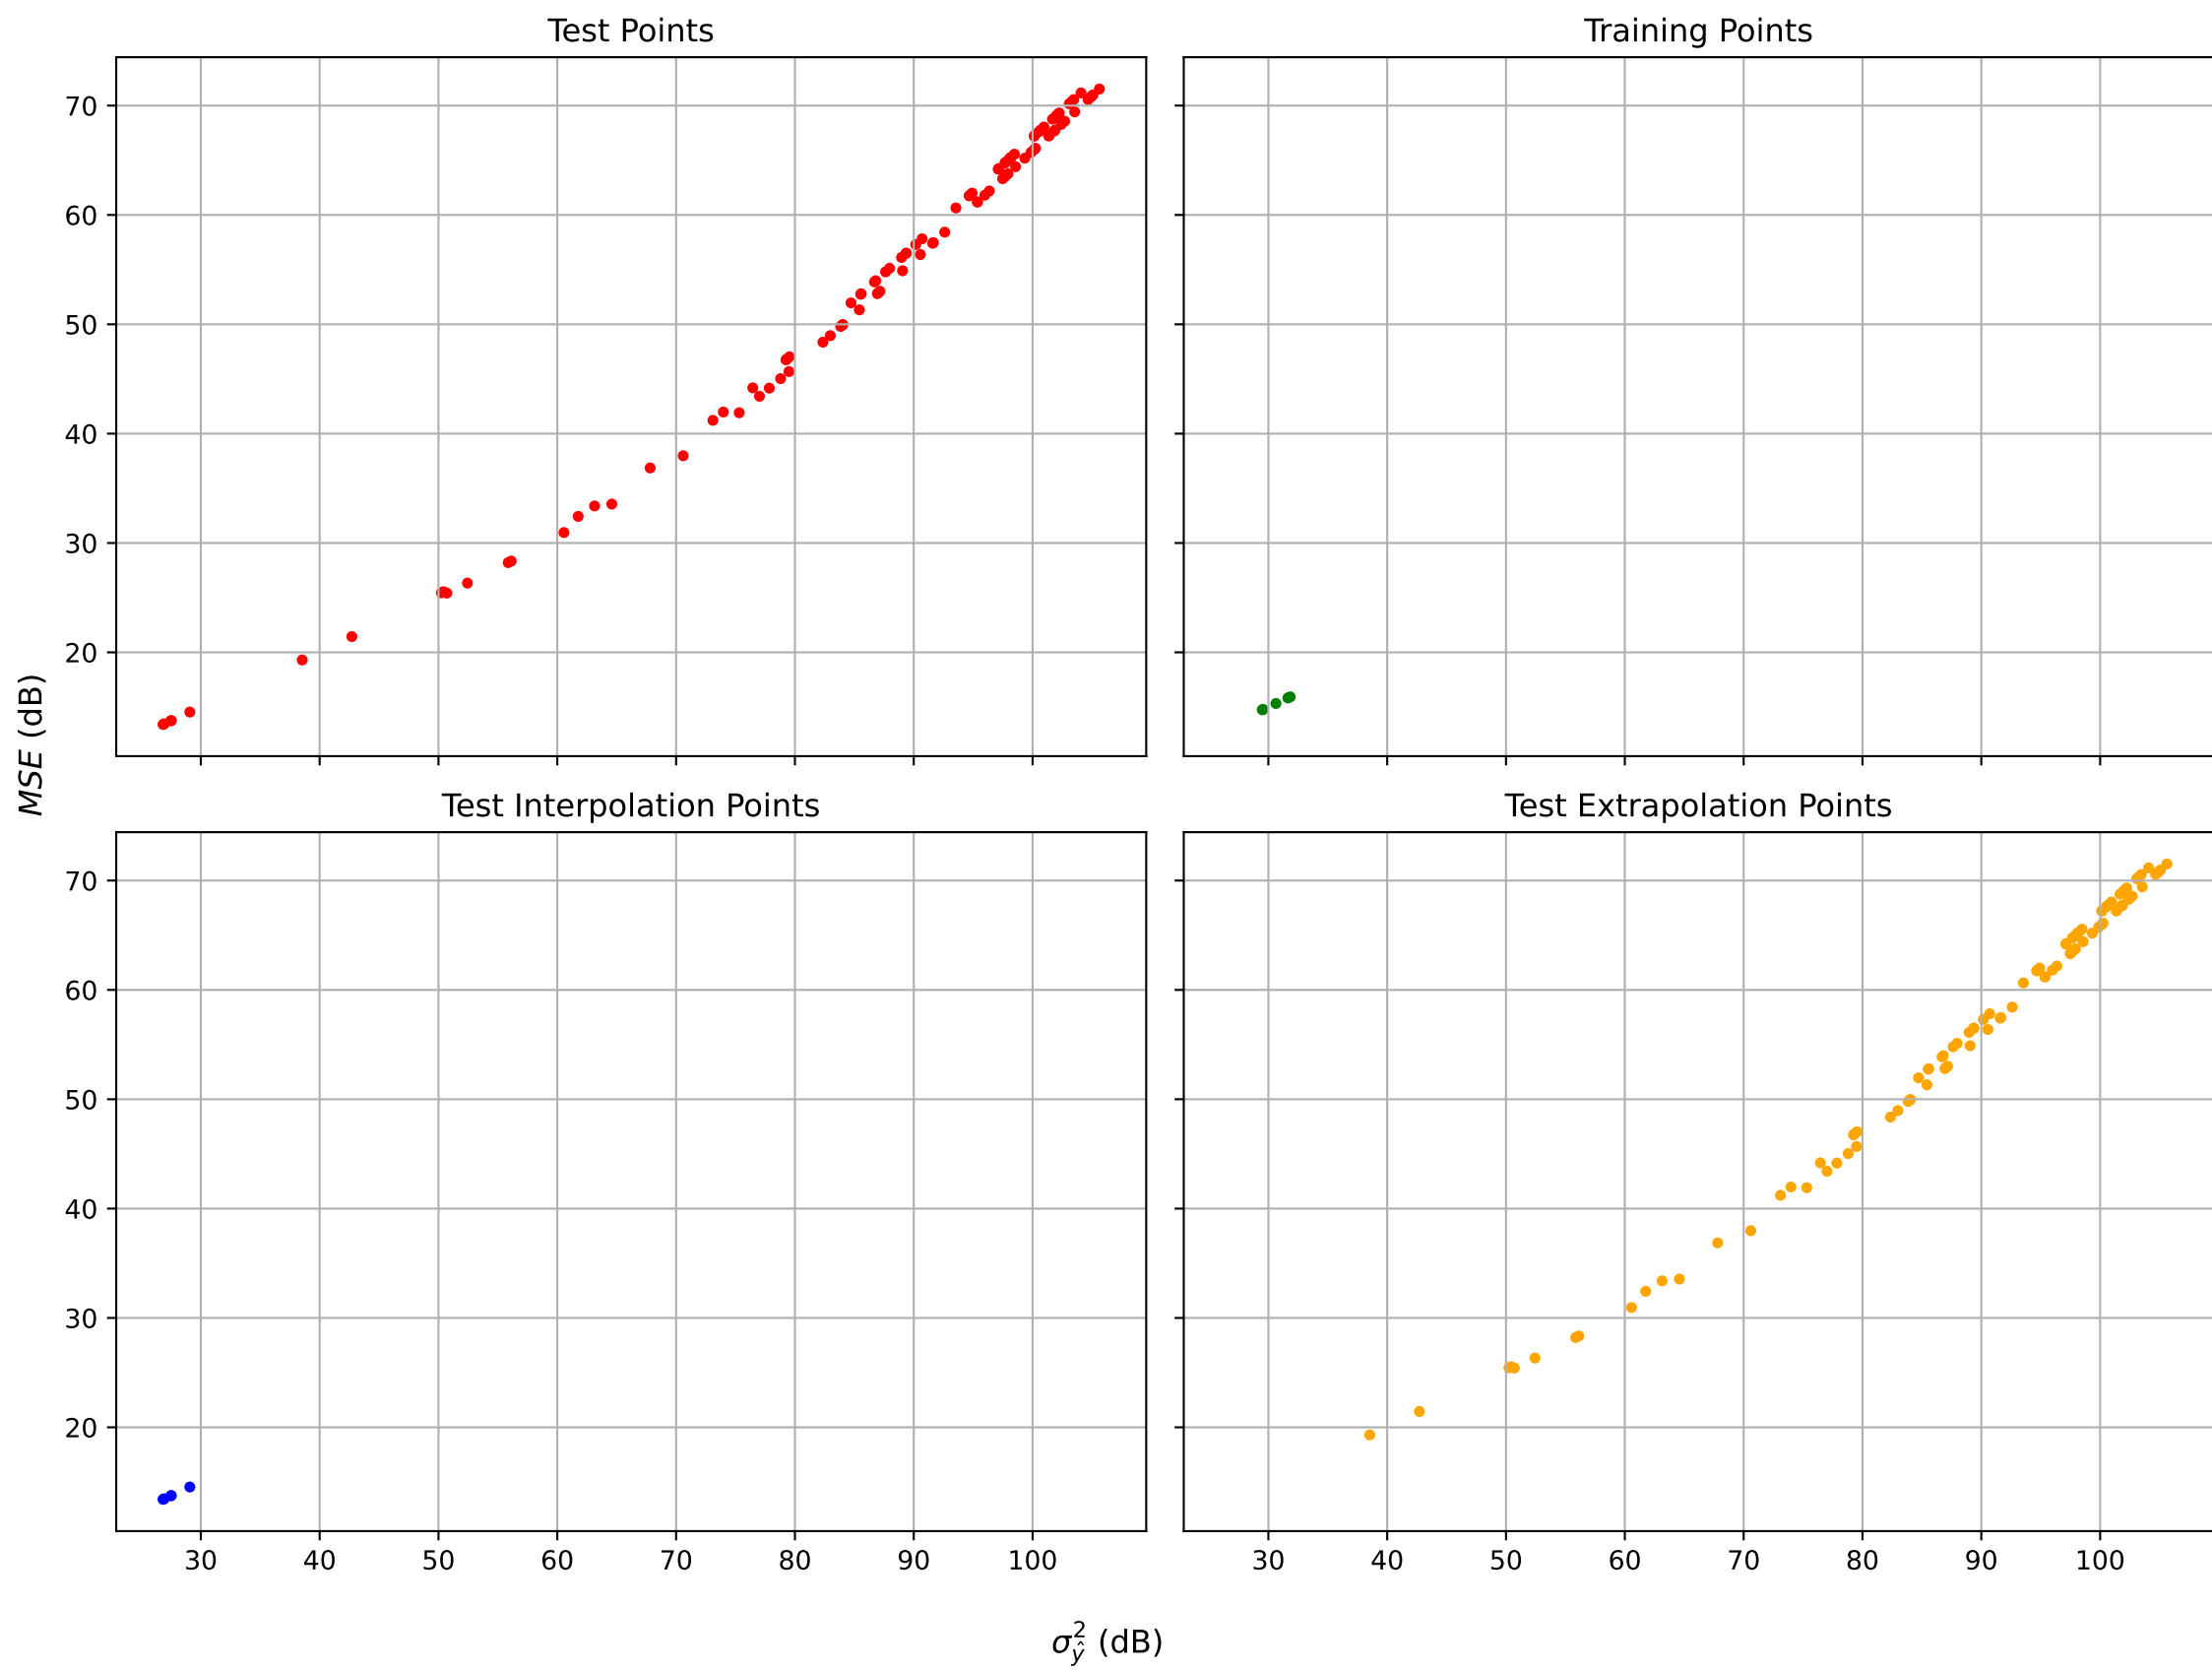 Test Points
Training Points
70
60
50
40
30
20
MSE (dB)
Test Interpolation Points
Test Extrapolation Points
70
60
50
40
30
20
30 40 50 60 70 80 90 100
30 40 50 60 70 80 90 100
σ²_ŷ (dB)